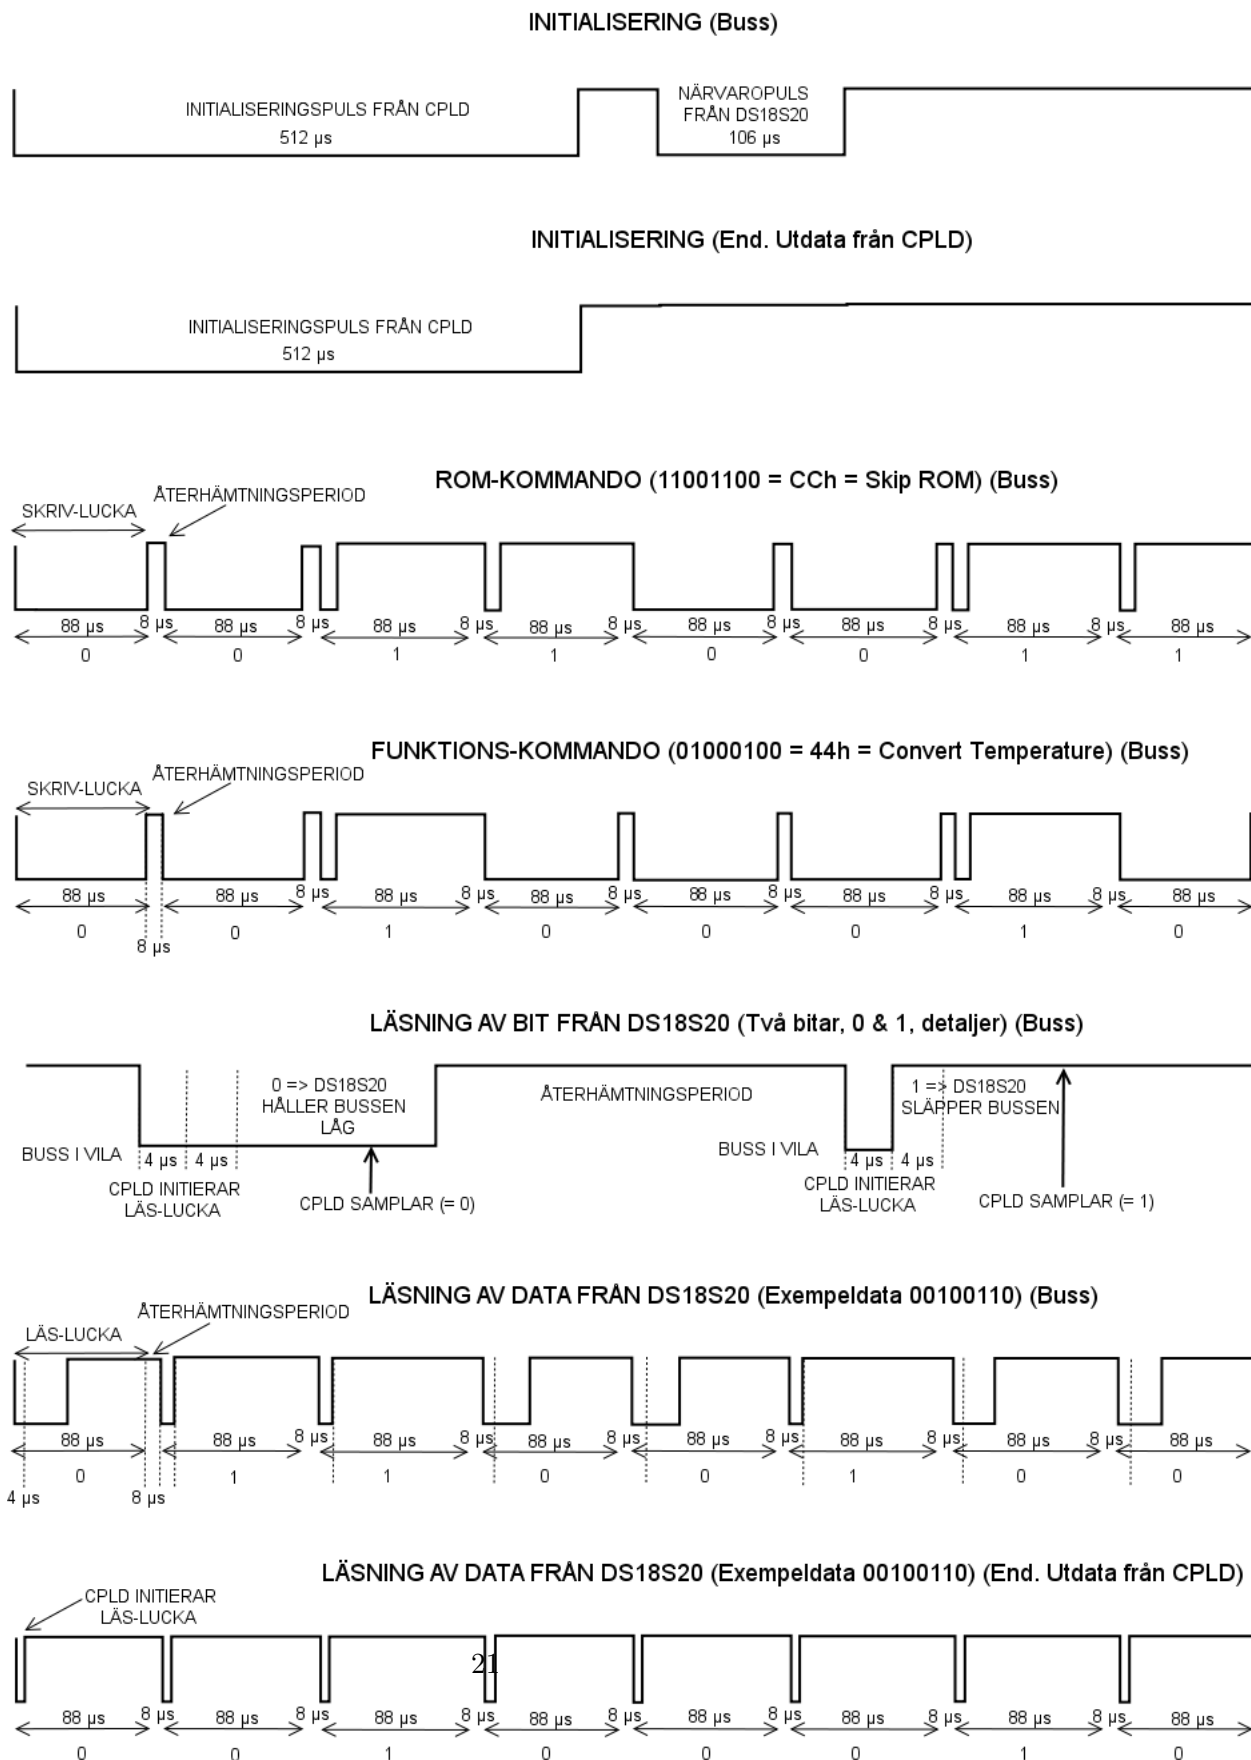 INITIALISERING (Buss)
INITIALISERINGSPULS FRÅN CPLD
512 µs
NÄRVAROPULS
FRÅN DS18S20
106 µs
INITIALISERING (End. Utdata från CPLD)
INITIALISERINGSPULS FRÅN CPLD
512 µs
ROM-KOMMANDO (11001100 = CCh = Skip ROM) (Buss)
SKRIV-LUCKA
ÅTERHÄMTNINGSPERIOD
88 µs 8 µs 88 µs 8 µs 88 µs 8 µs 88 µs 8 µs 88 µs 8 µs 88 µs 8 µs 88 µs 8 µs 88 µs
0 0 1 1 0 0 1 1
FUNKTIONS-KOMMANDO (01000100 = 44h = Convert Temperature) (Buss)
SKRIV-LUCKA
ÅTERHÄMTNINGSPERIOD
88 µs 88 µs 8 µs 88 µs 8 µs 88 µs 8 µs 88 µs 8 µs 88 µs 8 µs 88 µs 8 µs 88 µs
0 0 1 0 0 0 1 0
8 µs
LÄSNING AV BIT FRÅN DS18S20 (Två bitar, 0 & 1, detaljer) (Buss)
0 => DS18S20
HÅLLER BUSSEN
LÅG
ÅTERHÄMTNINGSPERIOD
1 => DS18S20
SLÄPPER BUSSEN
BUSS I VILA
4 µs 4 µs
CPLD INITIERAR
LÄS-LUCKA
CPLD SAMPLAR (= 0)
BUSS I VILA
4 µs 4 µs
CPLD INITIERAR
LÄS-LUCKA
CPLD SAMPLAR (= 1)
LÄSNING AV DATA FRÅN DS18S20 (Exempeldata 00100110) (Buss)
LÄS-LUCKA
ÅTERHÄMTNINGSPERIOD
88 µs 88 µs 8 µs 88 µs 8 µs 88 µs 8 µs 88 µs 8 µs 88 µs 8 µs 88 µs 8 µs 88 µs
0 1 1 0 0 1 0 0
4 µs 8 µs
LÄSNING AV DATA FRÅN DS18S20 (Exempeldata 00100110) (End. Utdata från CPLD)
CPLD INITIERAR
LÄS-LUCKA
21
88 µs 8 µs 88 µs 8 µs 88 µs 8 µs 88 µs 8 µs 88 µs 8 µs 88 µs 8 µs 88 µs 8 µs 88 µs
0 0 1 0 0 0 1 0